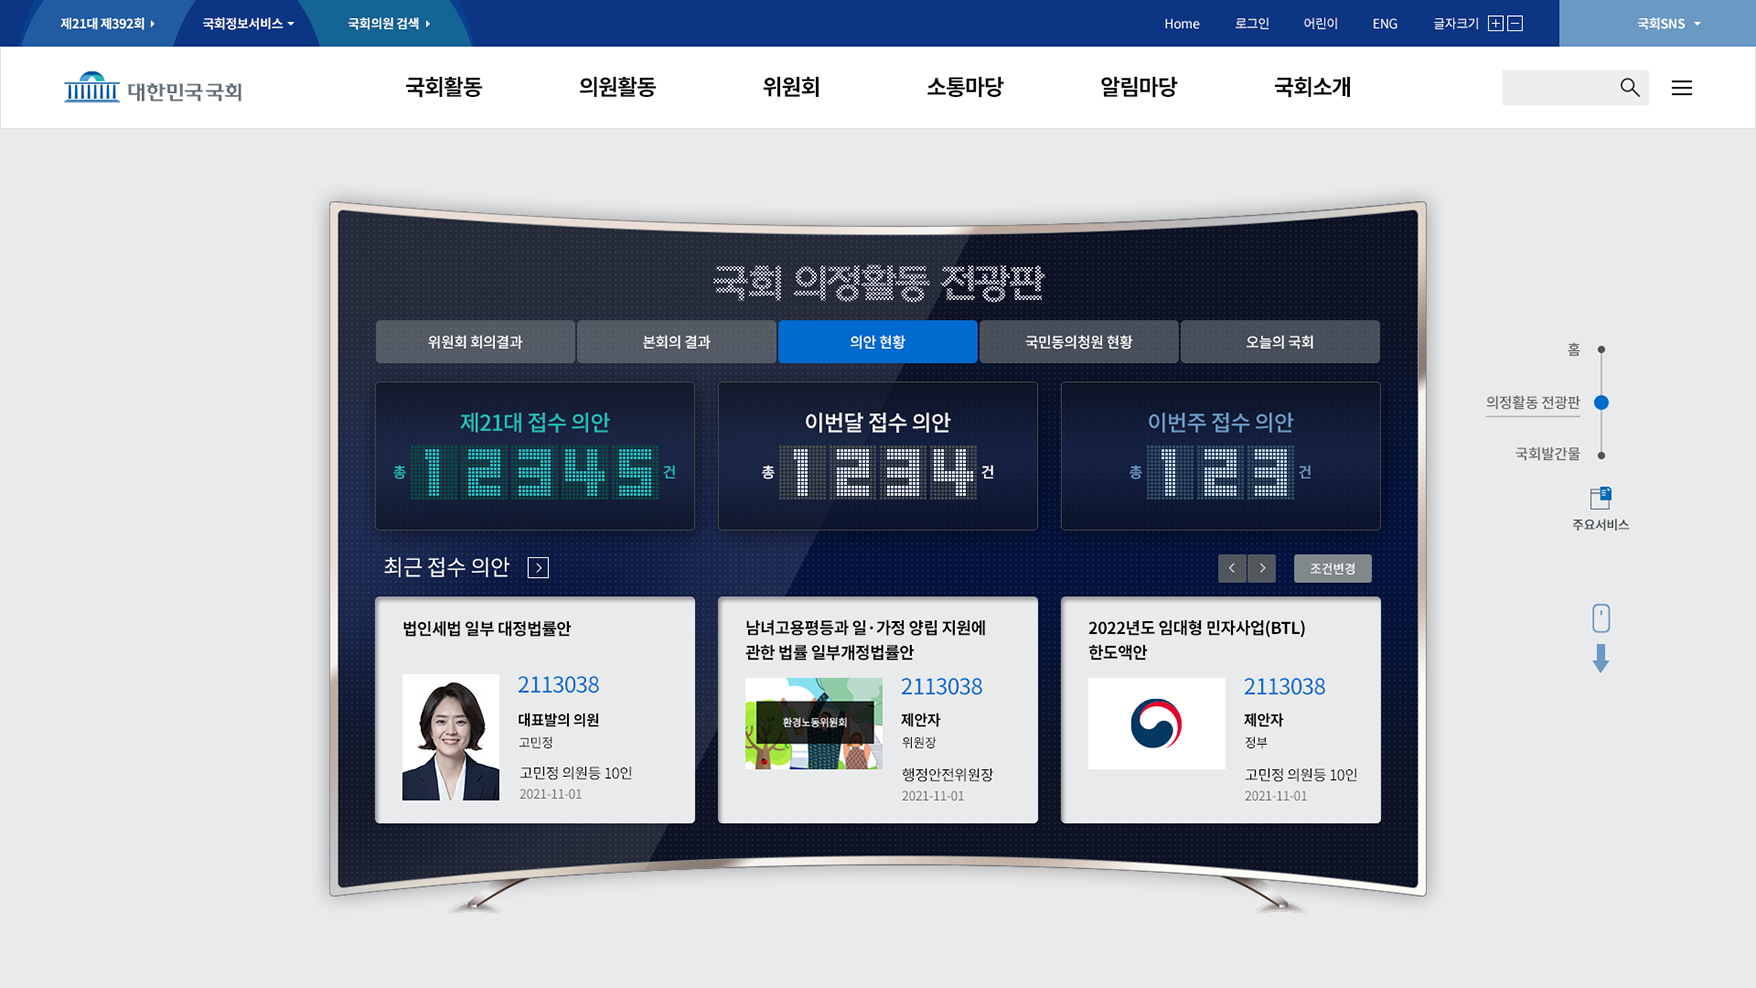 제21대 제392회
국회정보서비스
국회의원 검색
Home
로그인
어린이
ENG
글자크기
국회SNS
대한민국국회
국회활동
의원활동
위원회
소통마당
알림마당
국회소개
국회 의정활동 전광판
위원회 회의결과
본회의 결과
의안 현황
국민동의청원 현황
오늘의 국회
제21대 접수 의안
총 12345 건
이번달 접수 의안
총 1234 건
이번주 접수 의안
총 123 건
최근 접수 의안
조건변경
법인세법 일부 대정법률안
2113038
대표발의 의원
고민정
고민정 의원등 10인
2021-11-01
남녀고용평등과 일·가정 양립 지원에
관한 법률 일부개정법률안
환경노동위원회
2113038
제안자
위원장
행정안전위원장
2021-11-01
2022년도 임대형 민자사업(BTL)
한도액안
2113038
제안자
정부
고민정 의원등 10인
2021-11-01
홈
의정활동 전광판
국회발간물
주요서비스